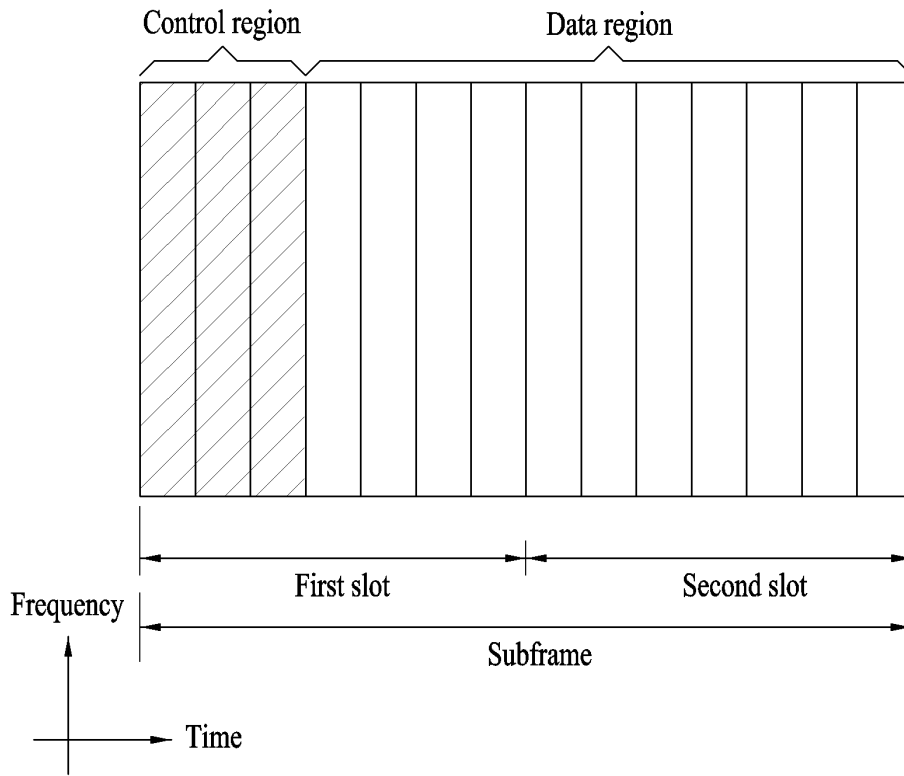 Control region
Data region
First slot
Second slot
Frequency
Subframe
Time